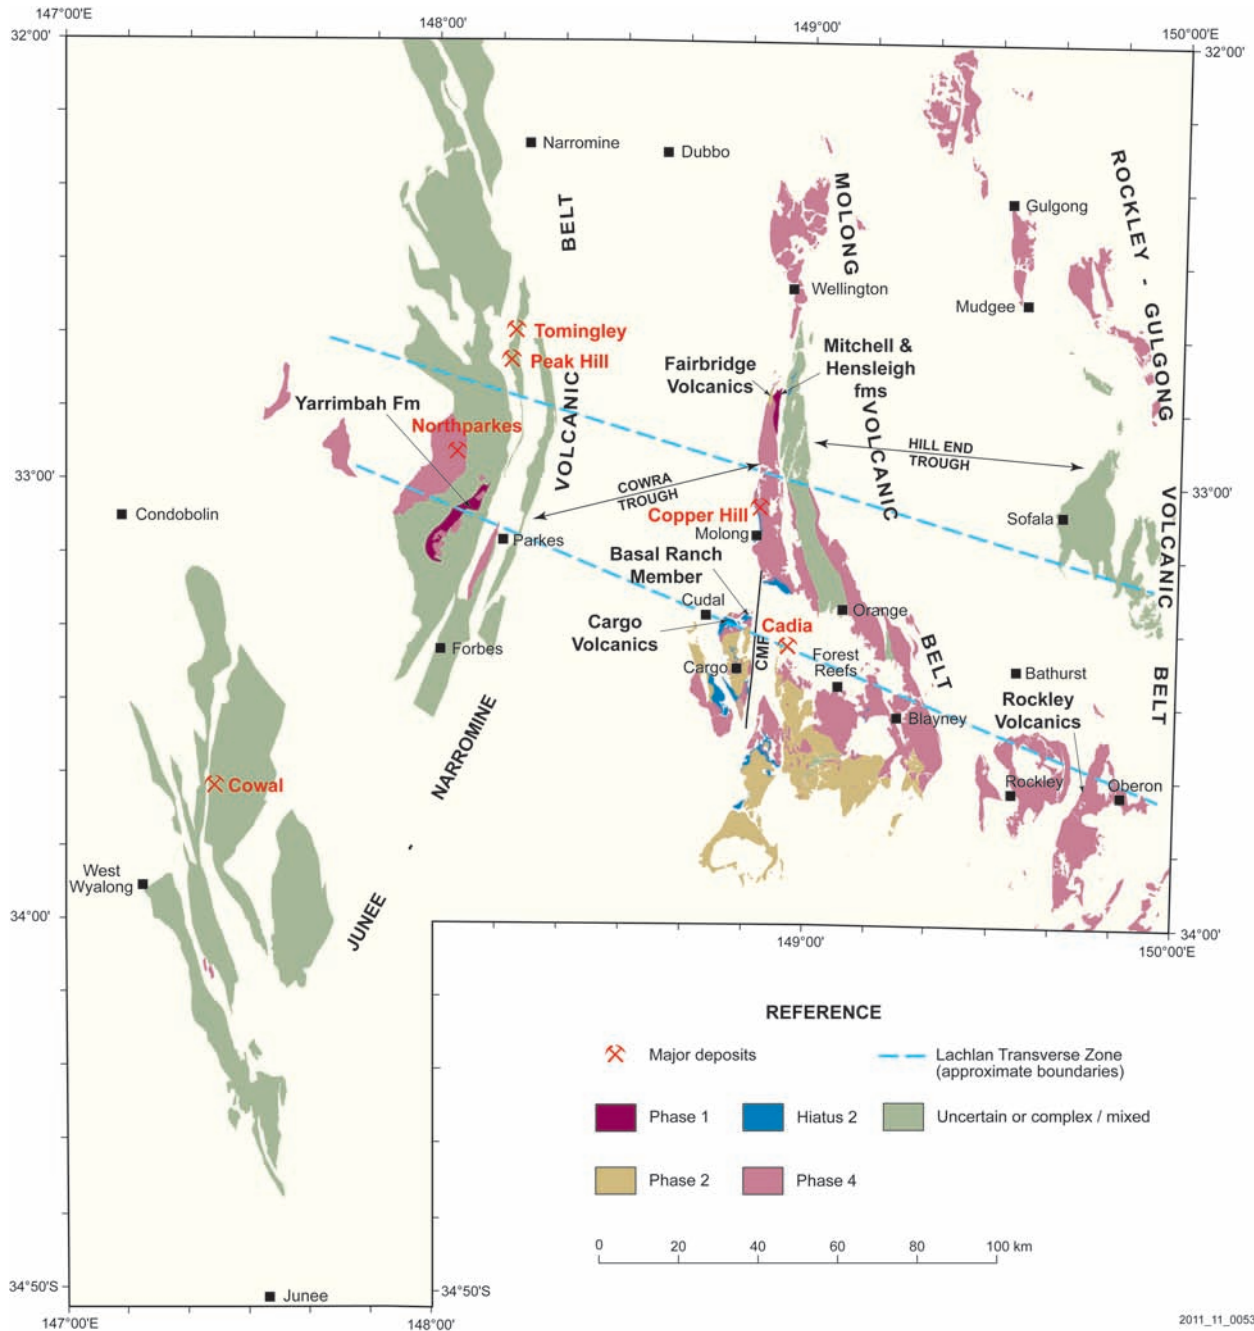 147°00'E
148°00'
149°00'
150°00'E
32°00'
32°00'
Narromine
Dubbo
BELT
MOLONG
ROCKLEY - GULGONG
Gulgong
Wellington
Mudgee
Tomingley
Peak Hill
Fairbridge
Volcanics
Mitchell &
Hensleigh
fms
Yarrimbah Fm
VOLCANIC
VOLCANIC
Northparkes
HILL END
TROUGH
33°00'
33°00'
COWRA
TROUGH
VOLCANIC
Condobolin
Copper Hill
Sofala
Parkes
Molong
Basal Ranch
Member
Cudal
Orange
Cargo
Volcanics
Cadia
CMF
Forbes
Cargo
Forest
Reefs
BELT
Bathurst
BELT
Rockley
Volcanics
NARROMINE
Blayney
Cowal
Rockley
Oberon
West
Wyalong
JUNEE
34°00'
34°00'
149°00'
150°00'E
REFERENCE
Major deposits
Lachlan Transverse Zone
(approximate boundaries)
Phase 1
Hiatus 2
Uncertain or complex / mixed
Phase 2
Phase 4
0
20
40
60
80
100 km
34°50'S
34°50'S
Junee
147°00'E
148°00'
2011_11_0053